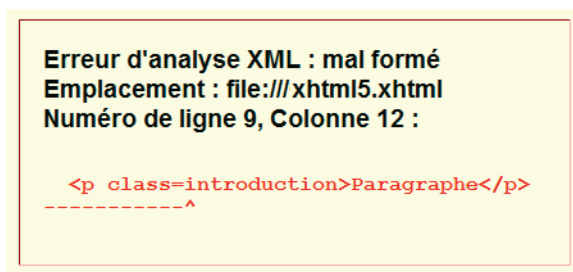 Erreur d'analyse XML : mal formé
Emplacement : file:///xhtml5.xhtml
Numéro de ligne 9, Colonne 12 :
<p class=introduction>Paragraphe</p>
-----------^